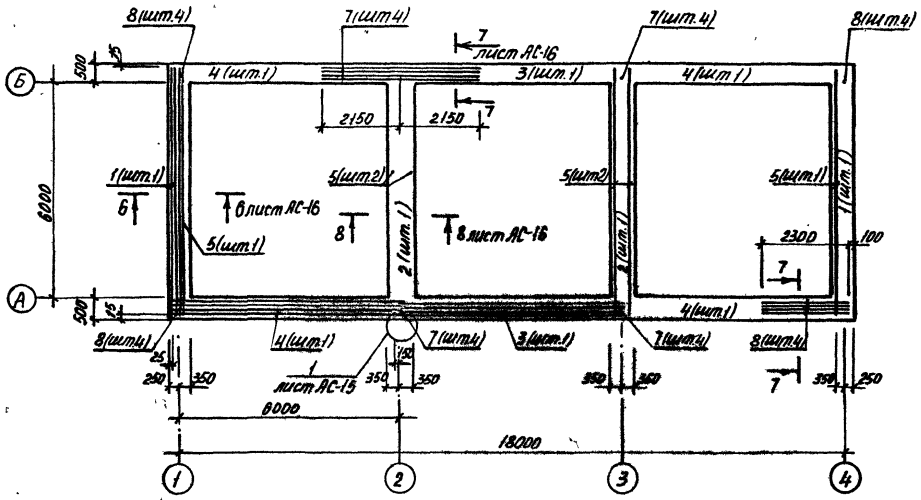 8(шт.4)
7(шт.4)
7
лист АС-16
7(шт.4)
8(шт.4)
500
25
Б
4(шт.1)
3(шт.1)
4(шт.1)
7
2150
2150
1(шт.1)
5(шт.2)
5(шт2)
5(шт.1)
1(шт.1)
6000
6
6 лист АС-16
8
8 лист АС-16
5(шт.1)
2(шт.1)
2(шт.1)
2300
100
7
А
500
25
4(шт.1)
8(шт.4)
4(шт.1)
7(шт.4)
3(шт.1)
7(шт.4)
8(шт.4)
25
250
350
1
лист АС-15
350
150
350
350
350
7
350
250
6000
18000
1
2
3
4